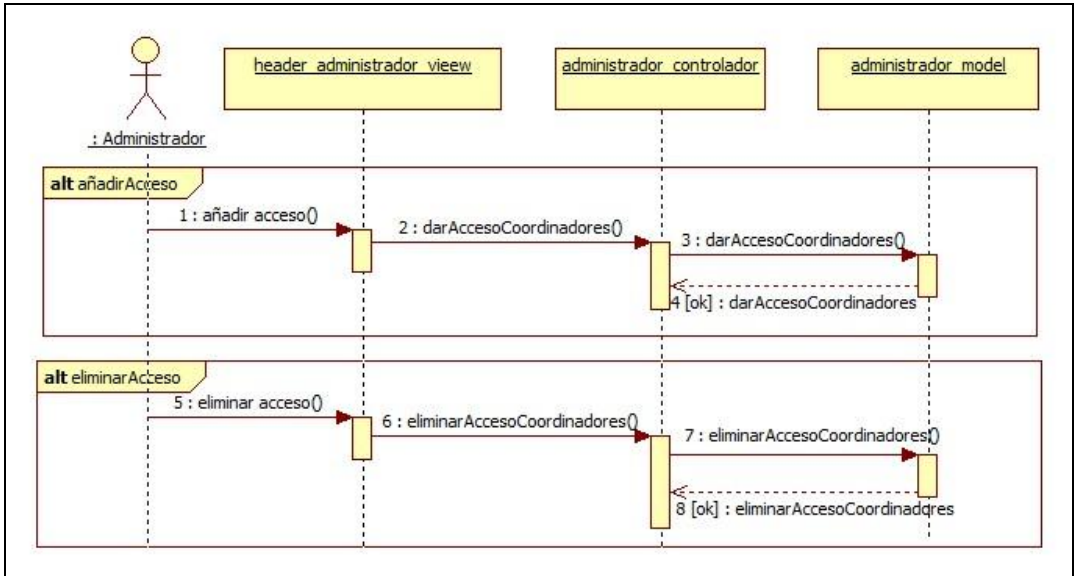 header_administrador_vieew
administrador_controlador
administrador_model
: Administrador
alt añadirAcceso
1 : añadir acceso()
2 : darAccesoCoordinadores()
3 : darAccesoCoordinadores()
4 [ok] : darAccesoCoordinadores
alt eliminarAcceso
5 : eliminar acceso()
6 : eliminarAccesoCoordinadores()
7 : eliminarAccesoCoordinadores()
8 [ok] : eliminarAccesoCoordinadores